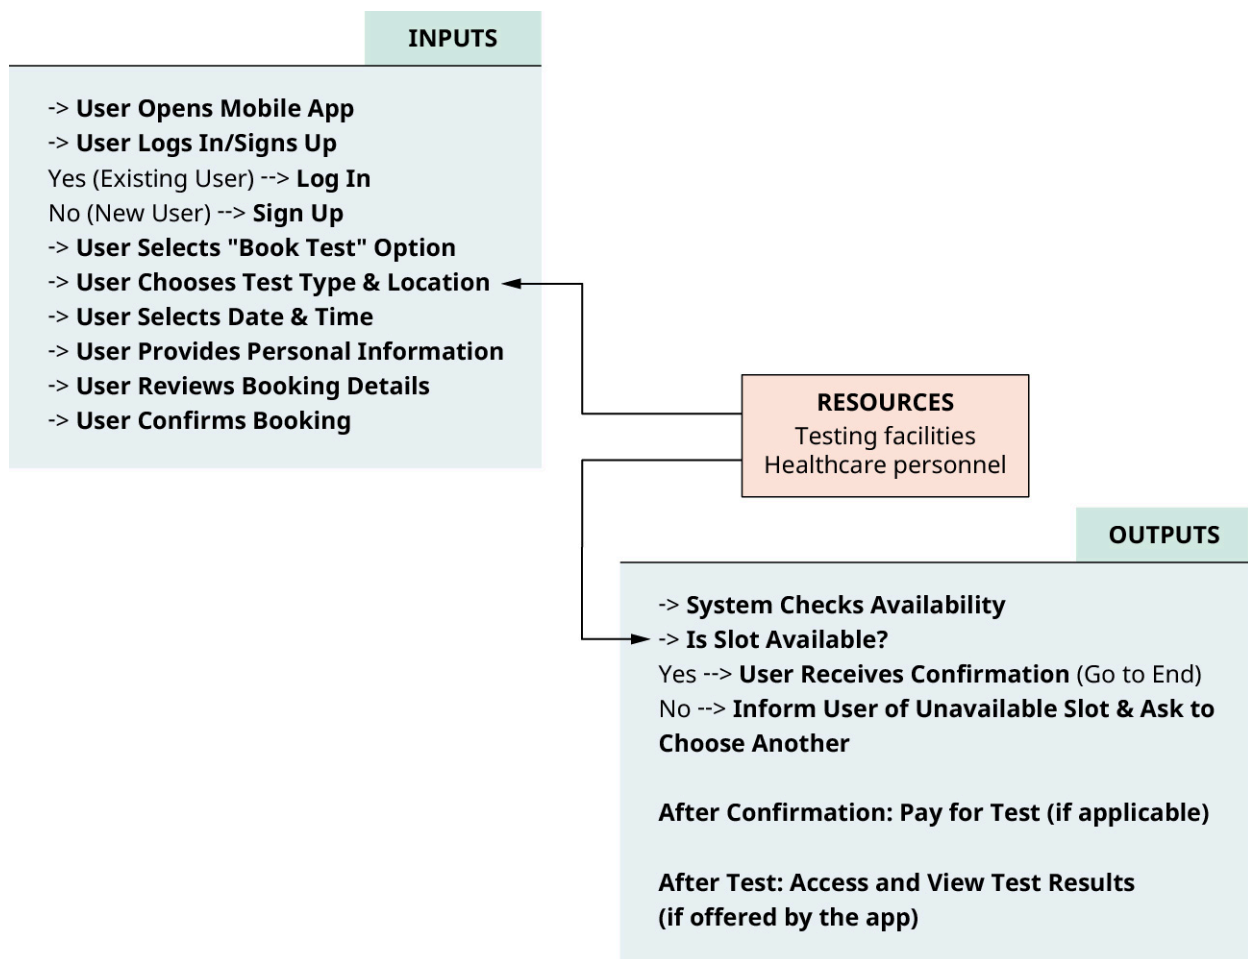 INPUTS
-> User Opens Mobile App
-> User Logs In/Signs Up
Yes (Existing User) --> Log In
No (New User) --> Sign Up
-> User Selects "Book Test" Option
-> User Chooses Test Type & Location
-> User Selects Date & Time
-> User Provides Personal Information
-> User Reviews Booking Details
-> User Confirms Booking
RESOURCES
Testing facilities
Healthcare personnel
OUTPUTS
-> System Checks Availability
-> Is Slot Available?
Yes --> User Receives Confirmation (Go to End)
No --> Inform User of Unavailable Slot & Ask to
Choose Another
After Confirmation: Pay for Test (if applicable)
After Test: Access and View Test Results
(if offered by the app)